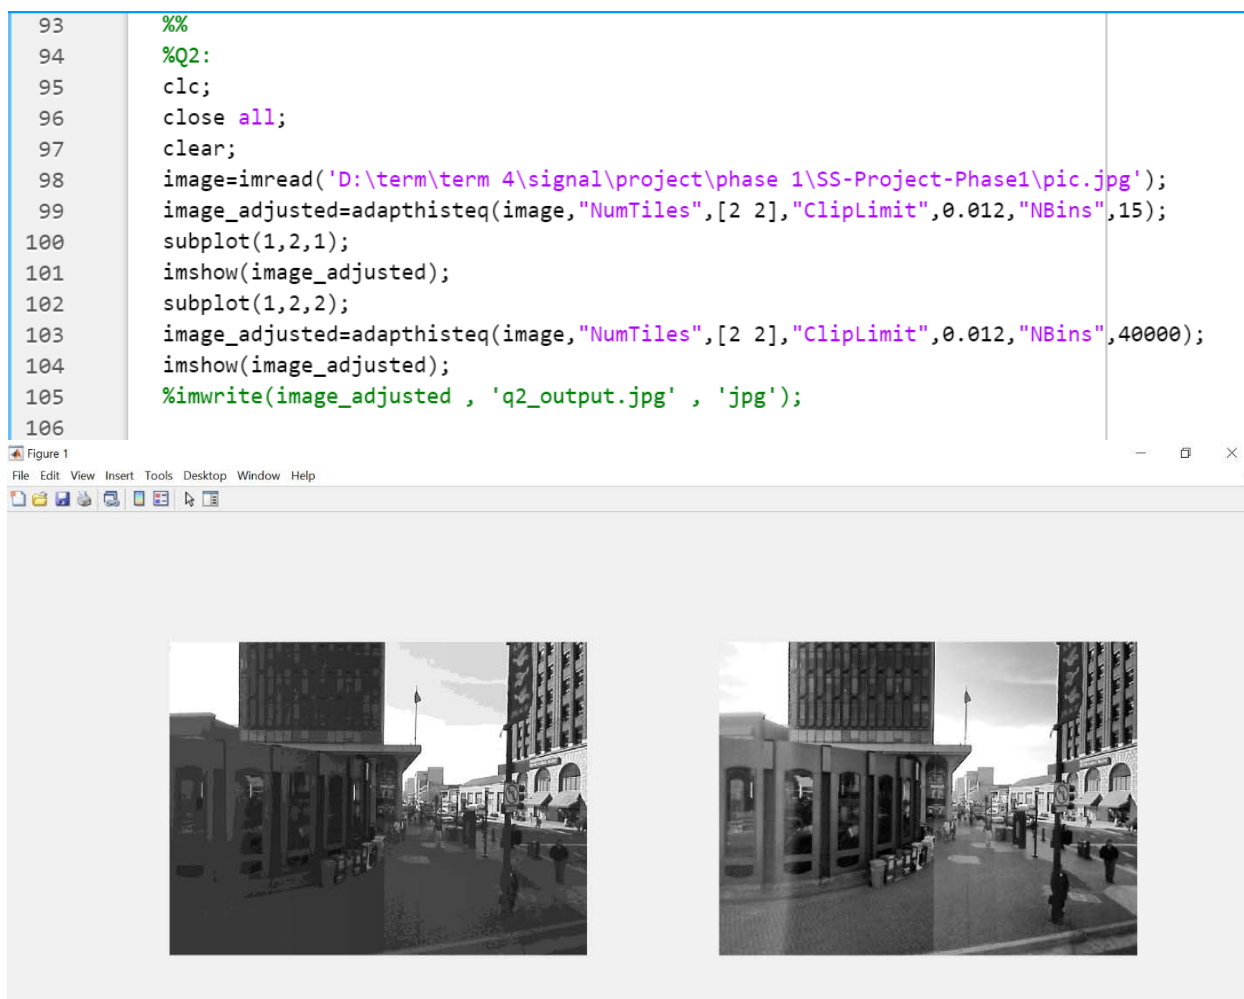 93 %%
94 %Q2:
95 clc;
96 close all;
97 clear;
98 image=imread('D:\term\term 4\signal\project\phase 1\SS-Project-Phase1\pic.jpg');
99 image_adjusted=adapthisteq(image,"NumTiles",[2 2],"ClipLimit",0.012,"NBins",15);
100 subplot(1,2,1);
101 imshow(image_adjusted);
102 subplot(1,2,2);
103 image_adjusted=adapthisteq(image,"NumTiles",[2 2],"ClipLimit",0.012,"NBins",40000);
104 imshow(image_adjusted);
105 %imwrite(image_adjusted , 'q2_output.jpg' , 'jpg');
106
Figure 1
File Edit View Insert Tools Desktop Window Help